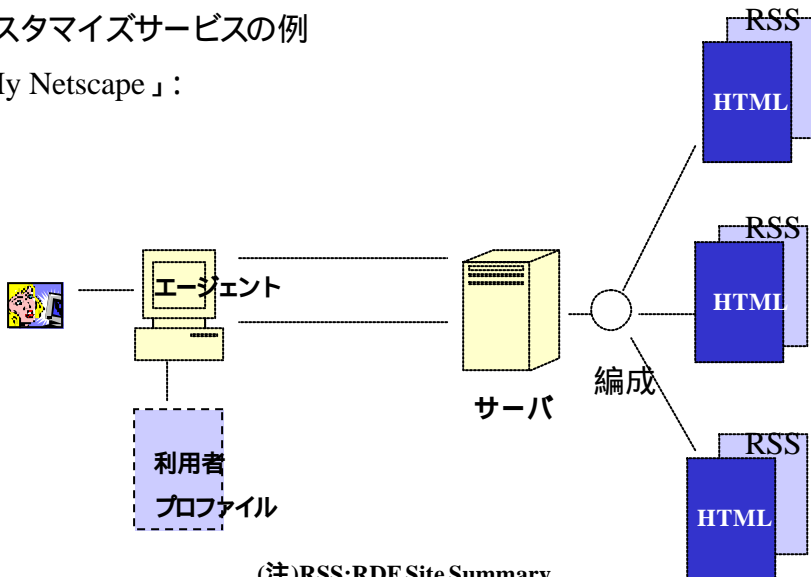 スタマイズサービスの例
My Netscape」:
RSS
HTML
RSS
HTML
エージェント
編成
サーバ
利用者
プロファイル
RSS
HTML
(注)RSS:RDF Site Summary